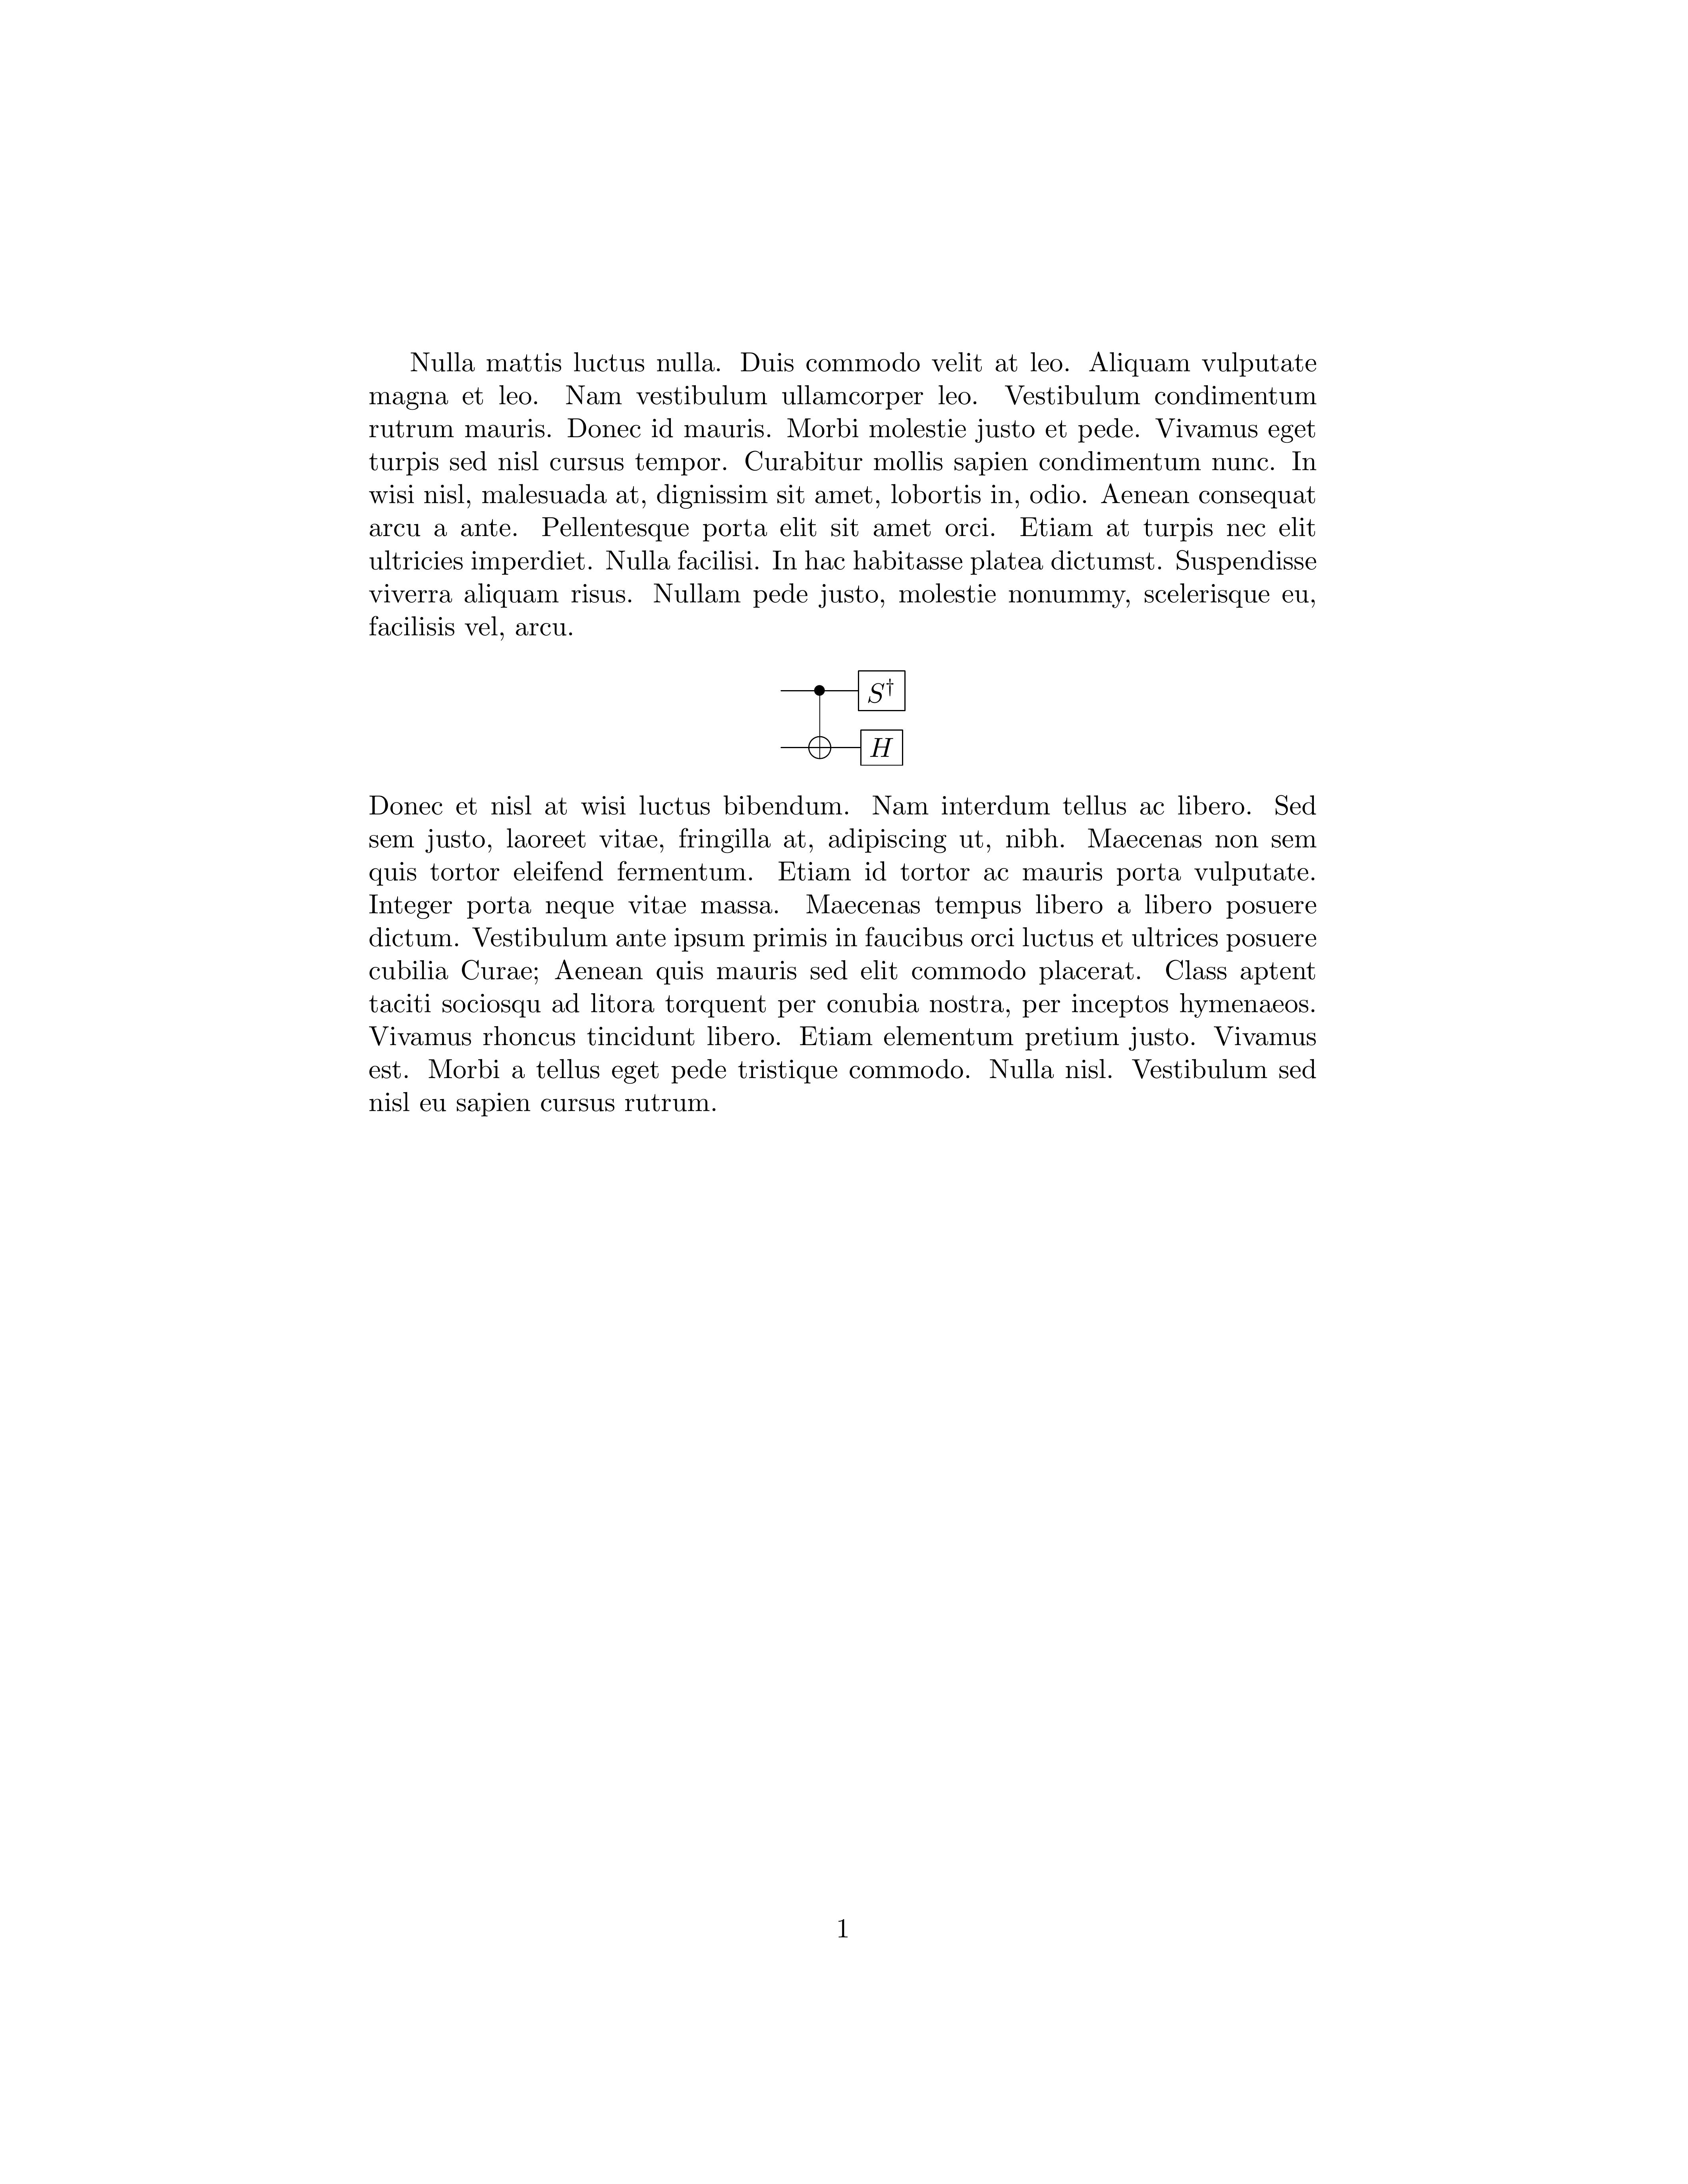 Nulla mattis luctus nulla. Duis commodo velit at leo. Aliquam vulputate
magna et leo. Nam vestibulum ullamcorper leo. Vestibulum condimentum
rutrum mauris. Donec id mauris. Morbi molestie justo et pede. Vivamus eget
turpis sed nisl cursus tempor. Curabitur mollis sapien condimentum nunc. In
wisi nisl, malesuada at, dignissim sit amet, lobortis in, odio. Aenean consequat
arcu a ante. Pellentesque porta elit sit amet orci. Etiam at turpis nec elit
ultricies imperdiet. Nulla facilisi. In hac habitasse platea dictumst. Suspendisse
viverra aliquam risus. Nullam pede justo, molestie nonummy, scelerisque eu,
facilisis vel, arcu.
S†
H
Donec et nisl at wisi luctus bibendum. Nam interdum tellus ac libero. Sed
sem justo, laoreet vitae, fringilla at, adipiscing ut, nibh. Maecenas non sem
quis tortor eleifend fermentum. Etiam id tortor ac mauris porta vulputate.
Integer porta neque vitae massa. Maecenas tempus libero a libero posuere
dictum. Vestibulum ante ipsum primis in faucibus orci luctus et ultrices posuere
cubilia Curae; Aenean quis mauris sed elit commodo placerat. Class aptent
taciti sociosqu ad litora torquent per conubia nostra, per inceptos hymenaeos.
Vivamus rhoncus tincidunt libero. Etiam elementum pretium justo. Vivamus
est. Morbi a tellus eget pede tristique commodo. Nulla nisl. Vestibulum sed
nisl eu sapien cursus rutrum.
1